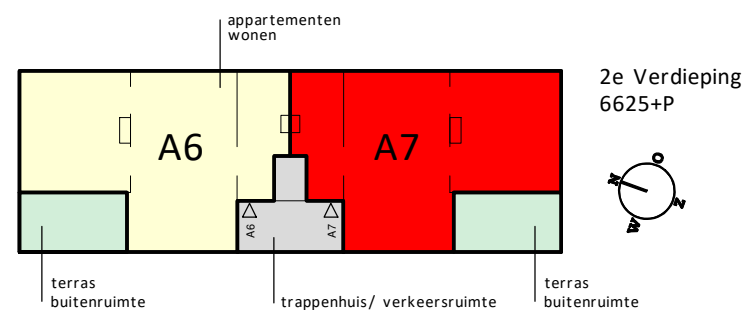 appartementen
wonen
2e Verdieping
6625+P
A6
A7
N
O
Z
W
A6
A7
terras
buitenruimte
trappenhuis/ verkeersruimte
terras
buitenruimte